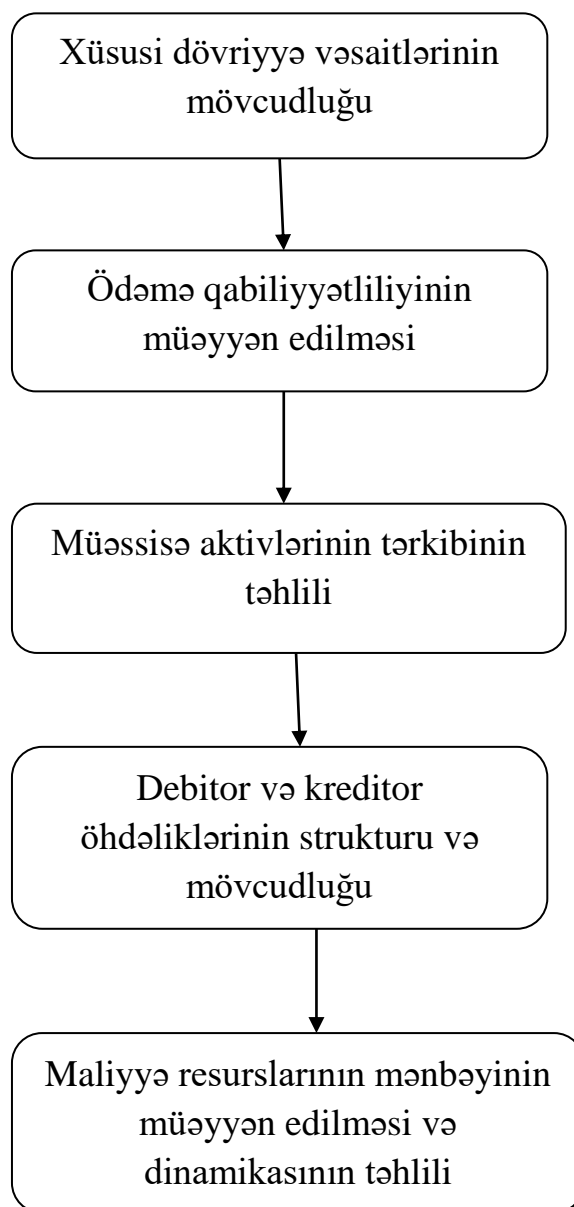 Xüsusi dövriyyə vəsaitlərinin
mövcudluğu
Ödəmə qabiliyyətliliyinin
müəyyən edilməsi
Müəssisə aktivlərinin tərkibinin
təhlili
Debitor və kreditor
öhdəliklərinin strukturu və
mövcudluğu
Maliyyə resurslarının mənbəyinin
müəyyən edilməsi və
dinamikasının təhlili